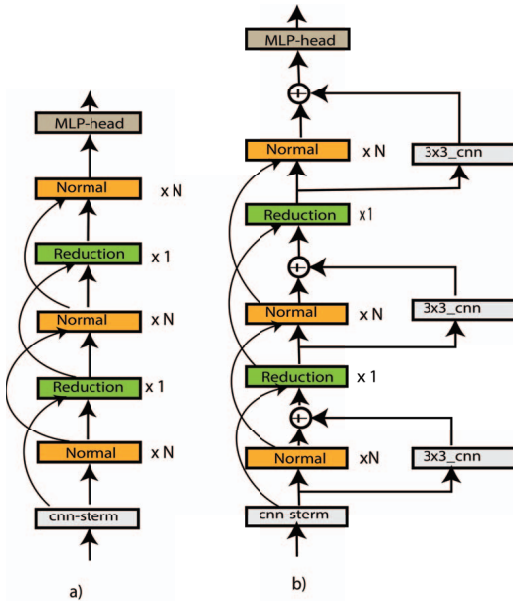 MLP-head
Normal x N
Reduction x 1
Normal x N
Reduction x 1
Normal x N
cnn-sterm
a)
MLP-head
Normal x N
3x3_cnn
Reduction x1
Normal x N
3x3_cnn
Reduction x 1
Normal xN
3x3_cnn
cnn-sterm
b)